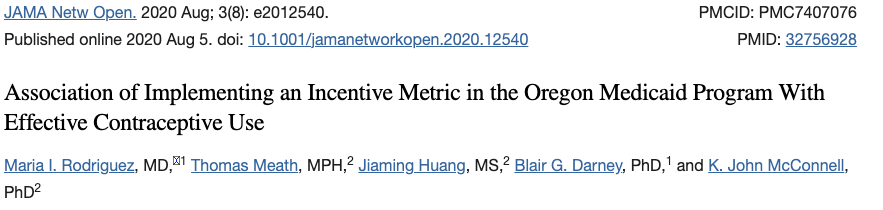 JAMA Netw Open. 2020 Aug; 3(8): e2012540.
PMCID: PMC7407076
Published online 2020 Aug 5. doi: 10.1001/jamanetworkopen.2020.12540
PMID: 32756928
Association of Implementing an Incentive Metric in the Oregon Medicaid Program With
Effective Contraceptive Use
Maria I. Rodriguez, MD,1 Thomas Meath, MPH,2 Jiaming Huang, MS,2 Blair G. Darney, PhD,1 and K. John McConnell,
PhD2